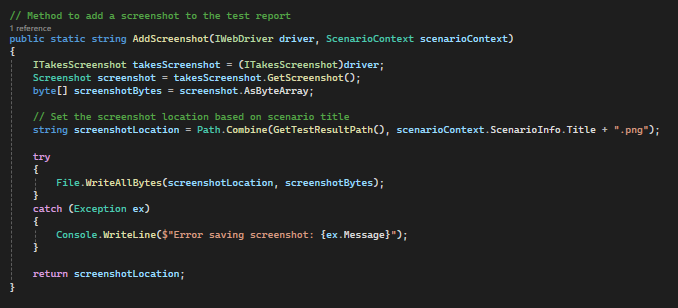 // Method to add a screenshot to the test report
1 reference
public static string AddScreenshot(IWebDriver driver, ScenarioContext scenarioContext)
{
    ITakesScreenshot takesScreenshot = (ITakesScreenshot)driver;
    Screenshot screenshot = takesScreenshot.GetScreenshot();
    byte[] screenshotBytes = screenshot.AsByteArray;

    // Set the screenshot location based on scenario title
    string screenshotLocation = Path.Combine(GetTestResultPath(), scenarioContext.ScenarioInfo.Title + ".png");

    try
    {
        File.WriteAllBytes(screenshotLocation, screenshotBytes);
    }
    catch (Exception ex)
    {
        Console.WriteLine($"Error saving screenshot: {ex.Message}");
    }

    return screenshotLocation;
}